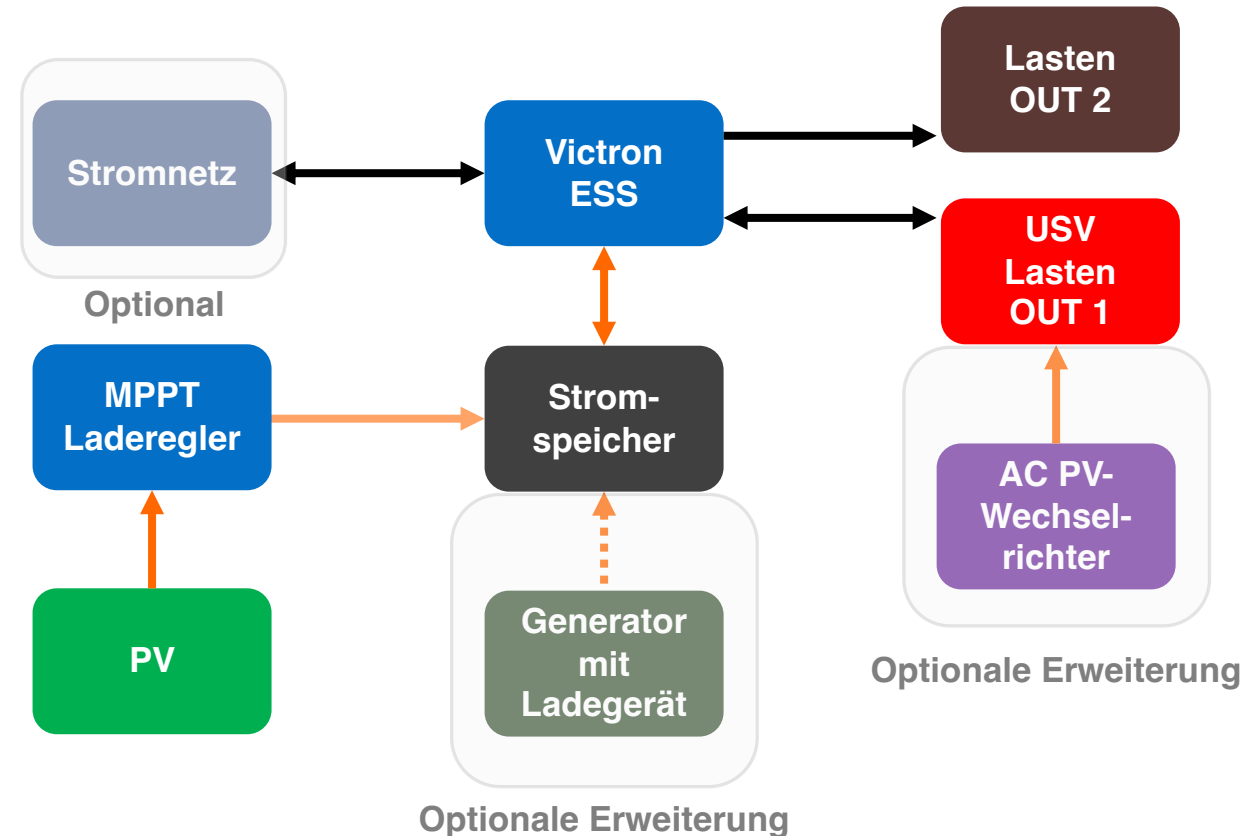 Lasten
OUT 2
Stromnetz
Victron
ESS
USV
Lasten
OUT 1
Optional
MPPT
Laderegler
Strom-
speicher
AC PV-
Wechsel-
richter
PV
Generator
mit
Ladegerät
Optionale Erweiterung
Optionale Erweiterung